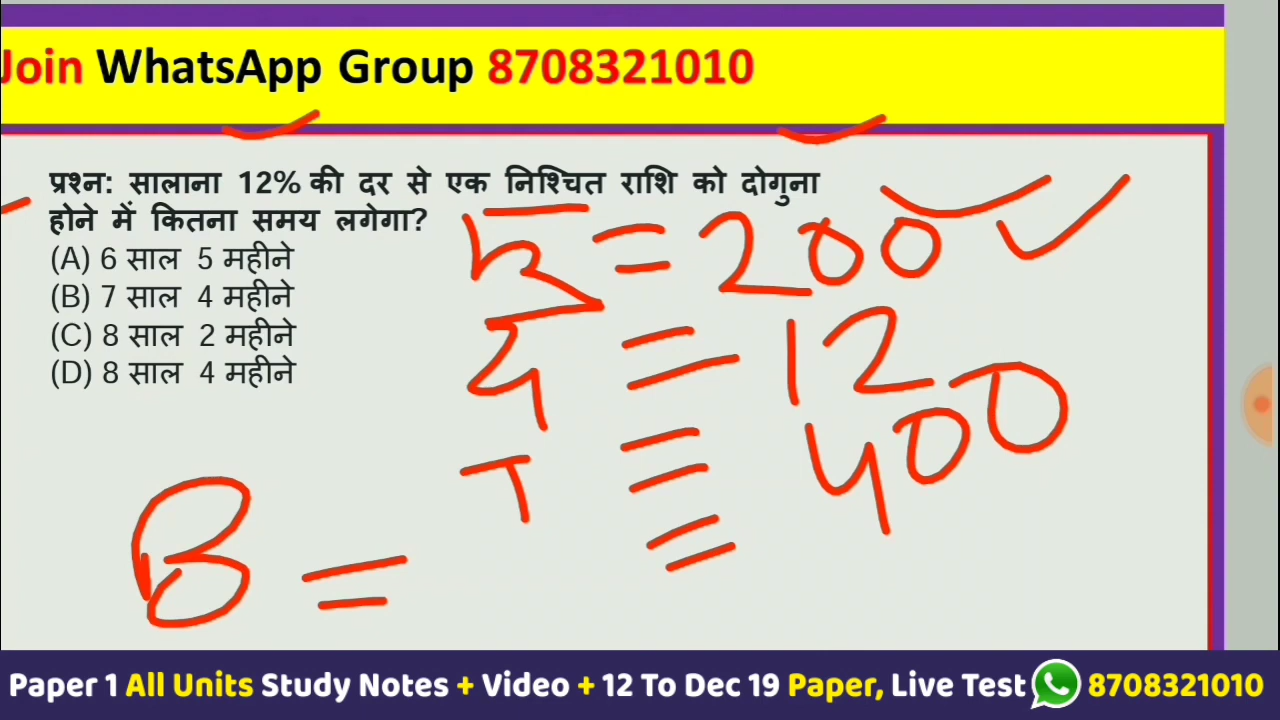 Join WhatsApp Group 8708321010
प्रश्न: सालाना 12% की दर से एक निश्चित राशि को दोगुना
होने में कितना समय लगेगा?
(A) 6 साल 5 महीने
(B) 7 साल 4 महीने
(C) 8 साल 2 महीने
(D) 8 साल 4 महीने
= 200
= 12
= 400
=
B =
Paper 1 All Units Study Notes + Video + 12 To Dec 19 Paper, Live Test 8708321010